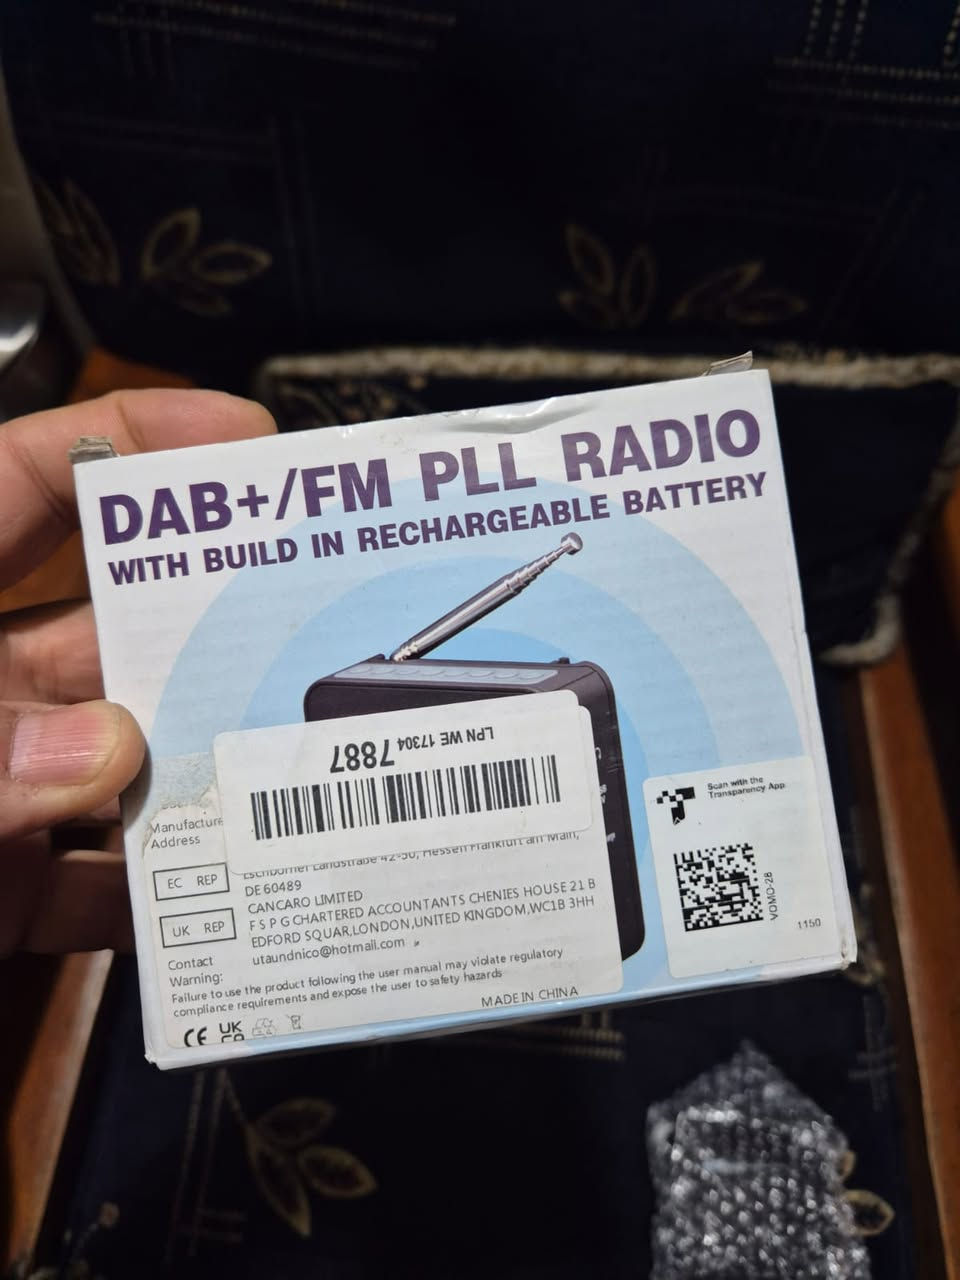 DAB+/FM PLL RADIO
WITH BUILD IN RECHARGEABLE BATTERY
LPN WE 17304 7887
Scan with the
Transparency App
VOMO-28
1150
Manufacture
Address
Eschborner Landstraße 42-50, Hessen Frankfurt am Main,
EC REP
DE 60489
CANCARO LIMITED
UK REP
F S P G CHARTERED ACCOUNTANTS CHENIES HOUSE 21 B
EDFORD SQUAR,LONDON,UNITED KINGDOM,WC1B 3HH
Contact
utaundnico@hotmail.com
Warning:
Failure to use the product following the user manual may violate regulatory
compliance requirements and expose the user to safety hazards
MADE IN CHINA
CE UK CA